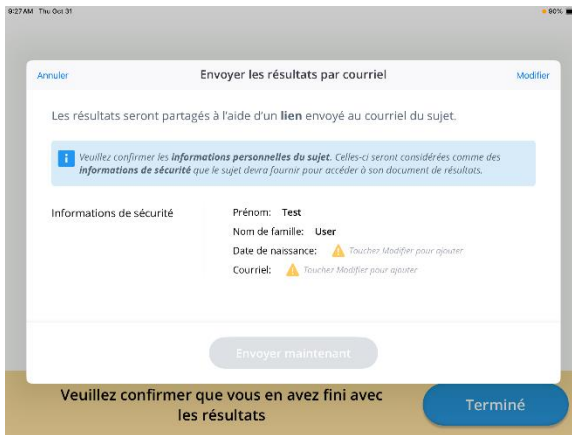 9:27 AM Thu Oct 31
90%
Annuler
Envoyer les résultats par courriel
Modifier
Les résultats seront partagés à l'aide d'un lien envoyé au courriel du sujet.
Veuillez confirmer les informations personnelles du sujet. Celles-ci seront considérées comme des
informations de sécurité que le sujet devra fournir pour accéder à son document de résultats.
Informations de sécurité
Prénom: Test
Nom de famille: User
Date de naissance: Touchez Modifier pour ajouter
Courriel: Touchez Modifier pour ajouter
Envoyer maintenant
Veuillez confirmer que vous en avez fini avec
les résultats
Terminé